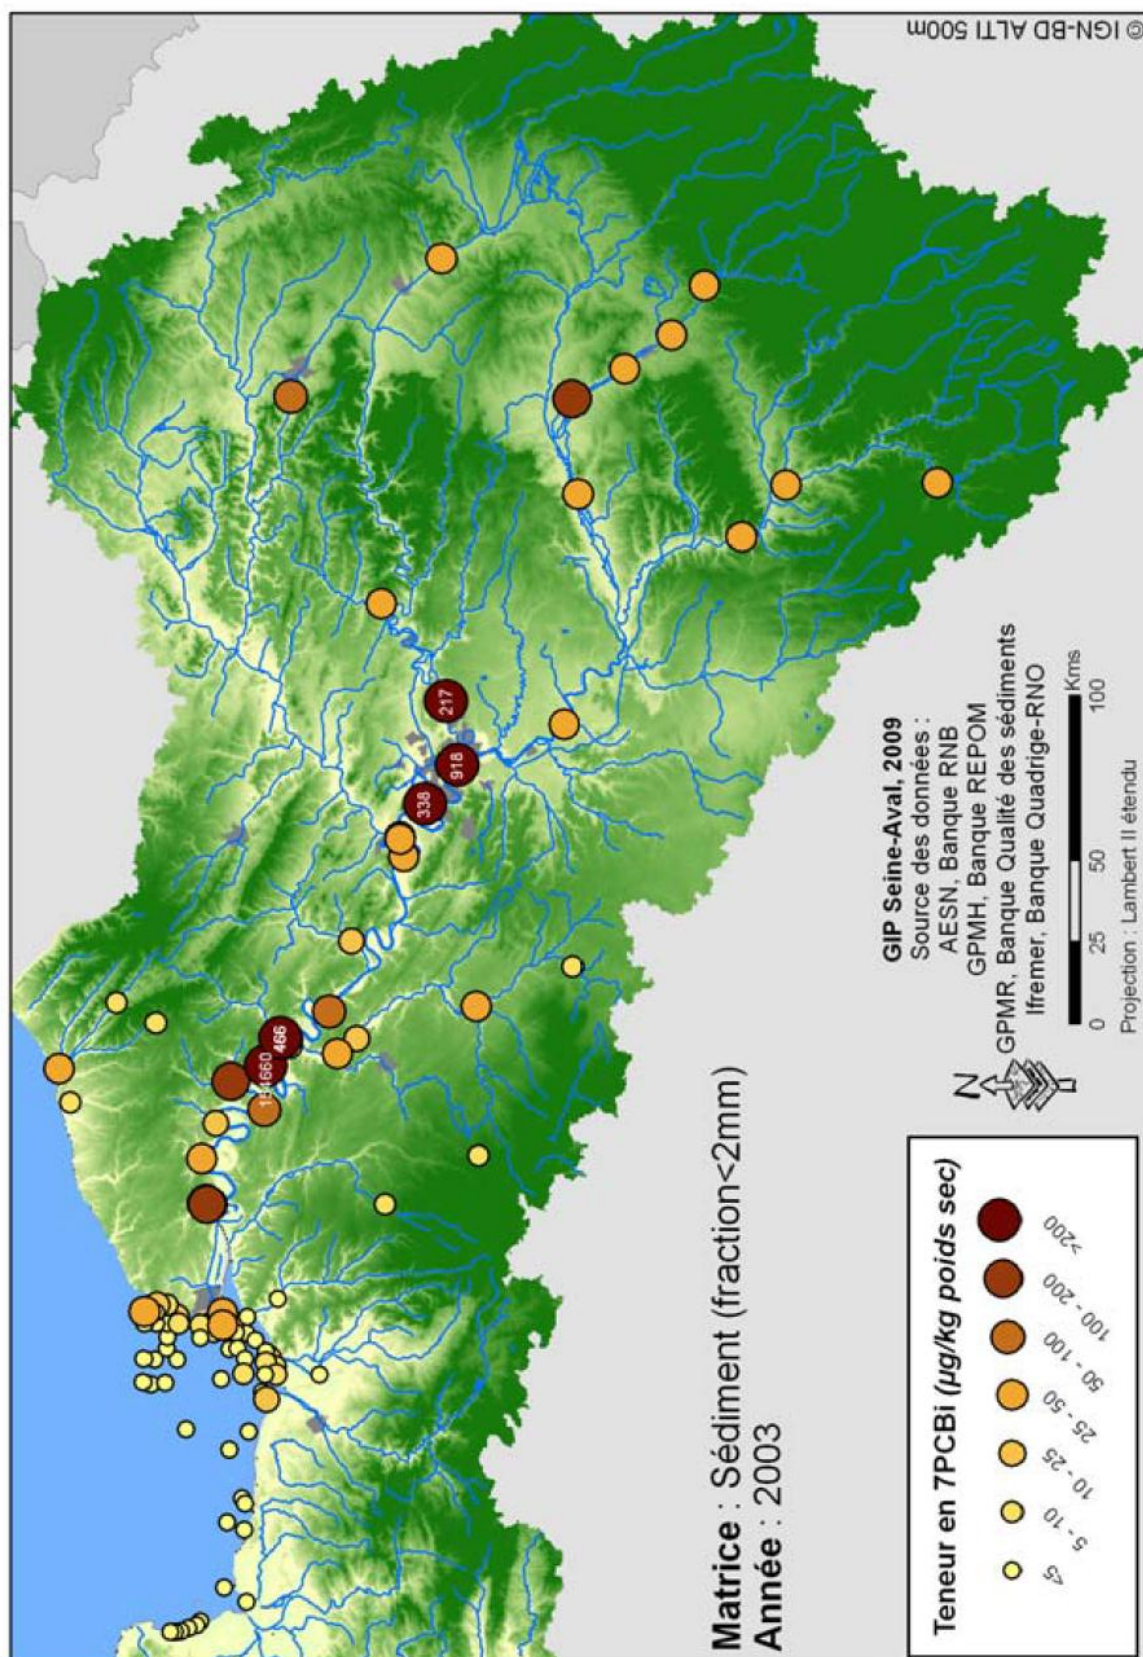 © IGN-BD ALTI 500m
466
338
918
217
Matrice : Sédiment (fraction<2mm)
Année : 2003
GIP Seine-Aval, 2009
Source des données :
AESN, Banque RNB
GPMH, Banque REPOM
GPMR, Banque Qualité des sédiments
Ifremer, Banque Quadrige-RNO
N
0 25 50 100
Kms
Projection : Lambert II étendu
Teneur en 7PCBi (µg/kg poids sec)
<5
5 - 10
10 - 25
25 - 50
50 - 100
100 - 200
>200